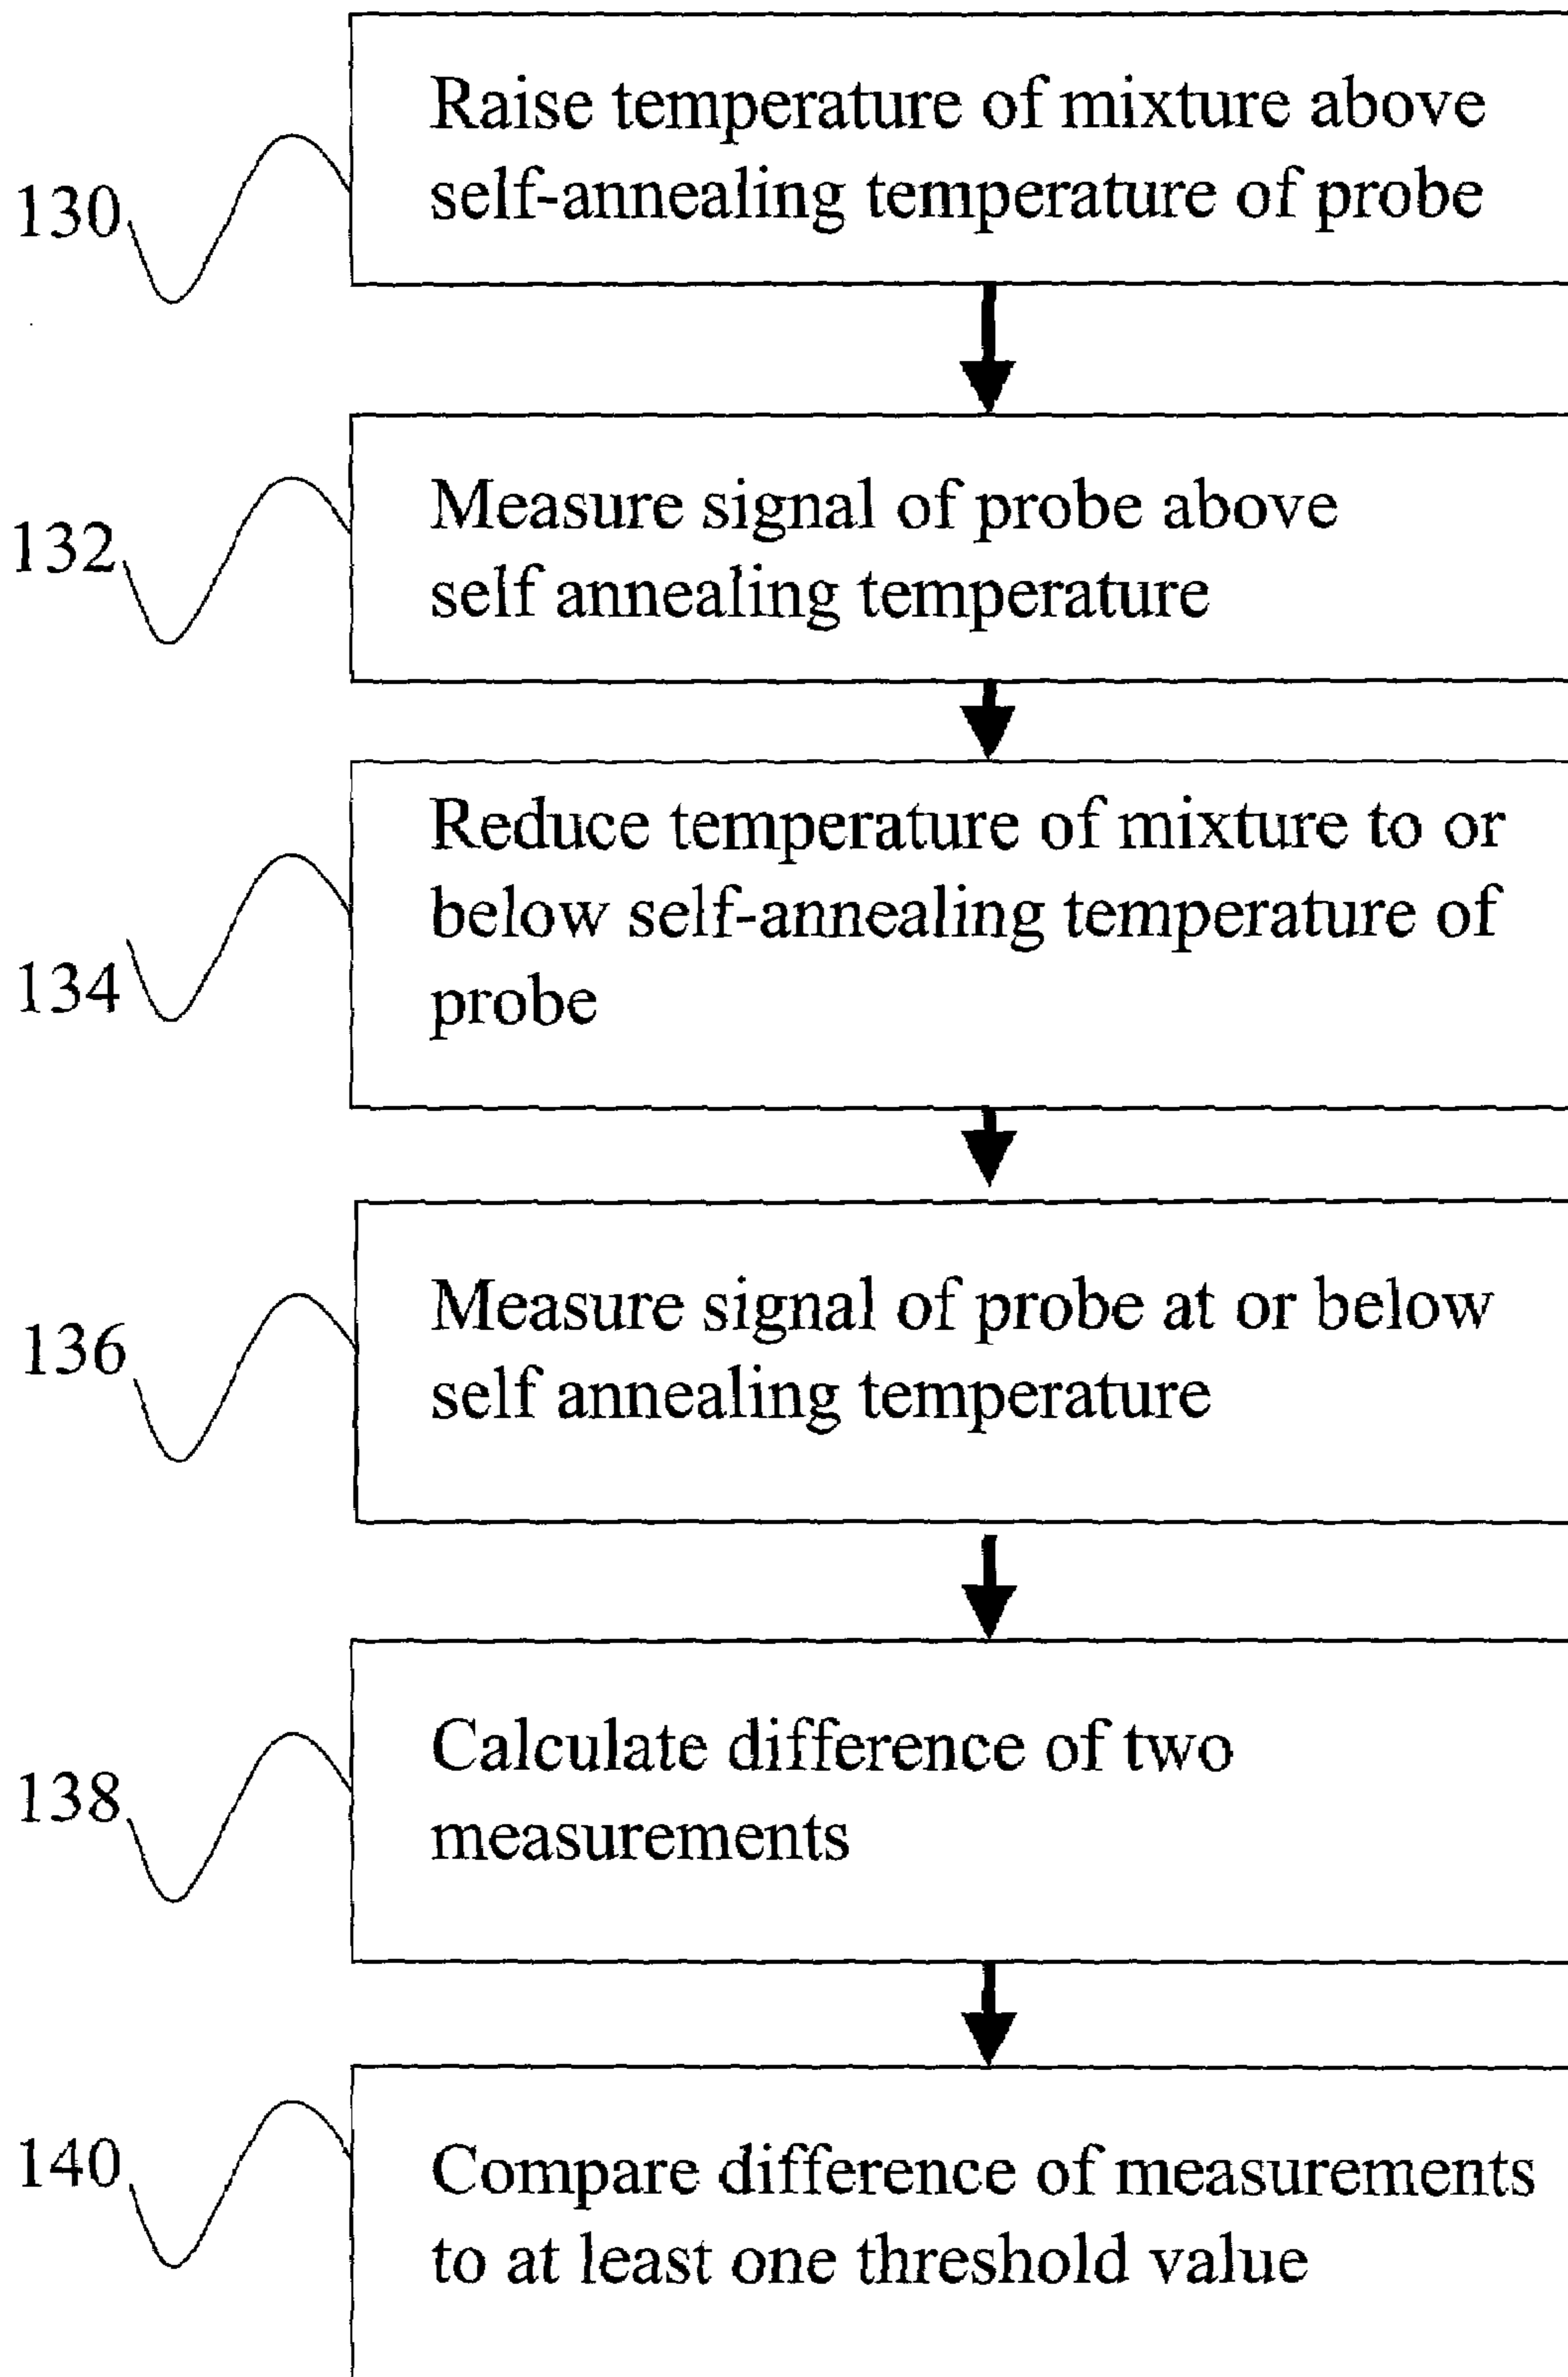 Raise temperature of mixture above
self-annealing temperature of probe
130
Measure signal of probe above
self annealing temperature
132
Reduce temperature of mixture to or
below self-annealing temperature of
probe
134
Measure signal of probe at or below
self annealing temperature
136
Calculate difference of two
measurements
138
Compare difference of measurements
to at least one threshold value
140